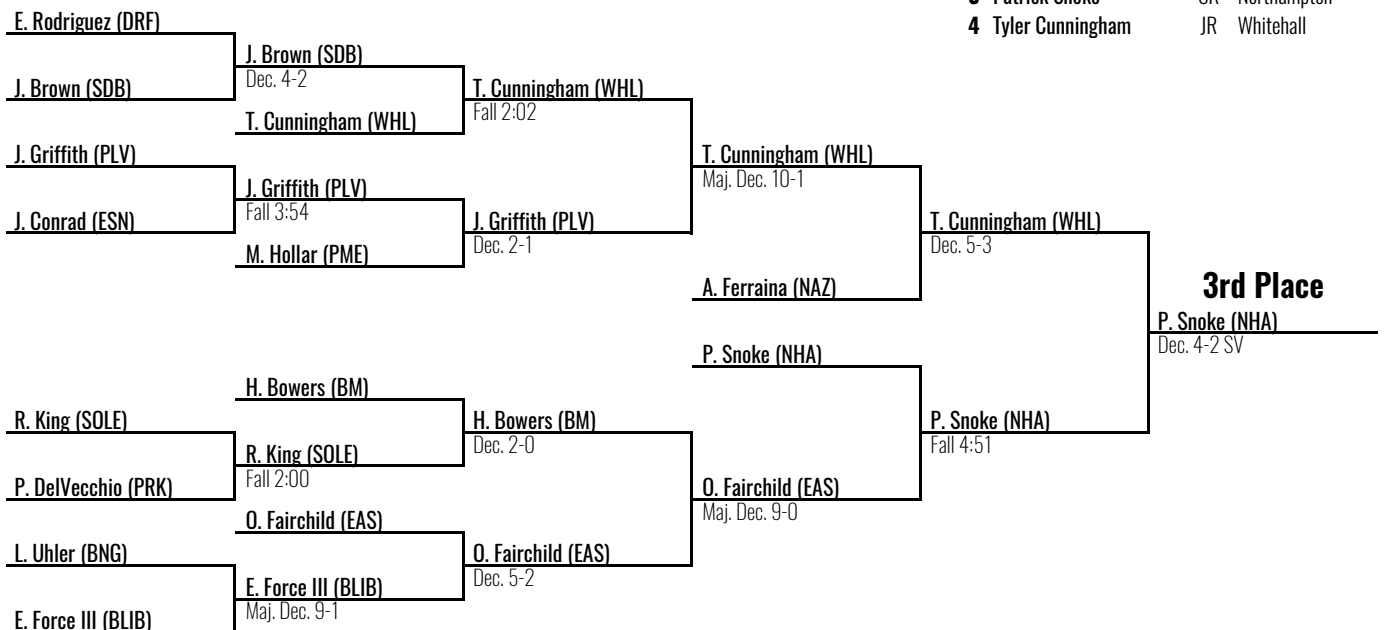 3 Patrick Snoke SR Northampton
4 Tyler Cunningham JR Whitehall
E. Rodriguez (DRF)
J. Brown (SDB)
J. Brown (SDB)
Dec. 4-2
T. Cunningham (WHL)
T. Cunningham (WHL)
Fall 2:02
J. Griffith (PLV)
J. Conrad (ESN)
J. Griffith (PLV)
Fall 3:54
M. Hollar (PME)
J. Griffith (PLV)
Dec. 2-1
T. Cunningham (WHL)
Maj. Dec. 10-1
A. Ferraina (NAZ)
T. Cunningham (WHL)
Dec. 5-3
3rd Place
P. Snoke (NHA)
Dec. 4-2 SV
P. Snoke (NHA)
P. Snoke (NHA)
Fall 4:51
H. Bowers (BM)
R. King (SOLE)
P. DelVecchio (PRK)
R. King (SOLE)
Fall 2:00
H. Bowers (BM)
Dec. 2-0
O. Fairchild (EAS)
Maj. Dec. 9-0
O. Fairchild (EAS)
L. Uhler (BNG)
E. Force III (BLIB)
E. Force III (BLIB)
Maj. Dec. 9-1
O. Fairchild (EAS)
Dec. 5-2